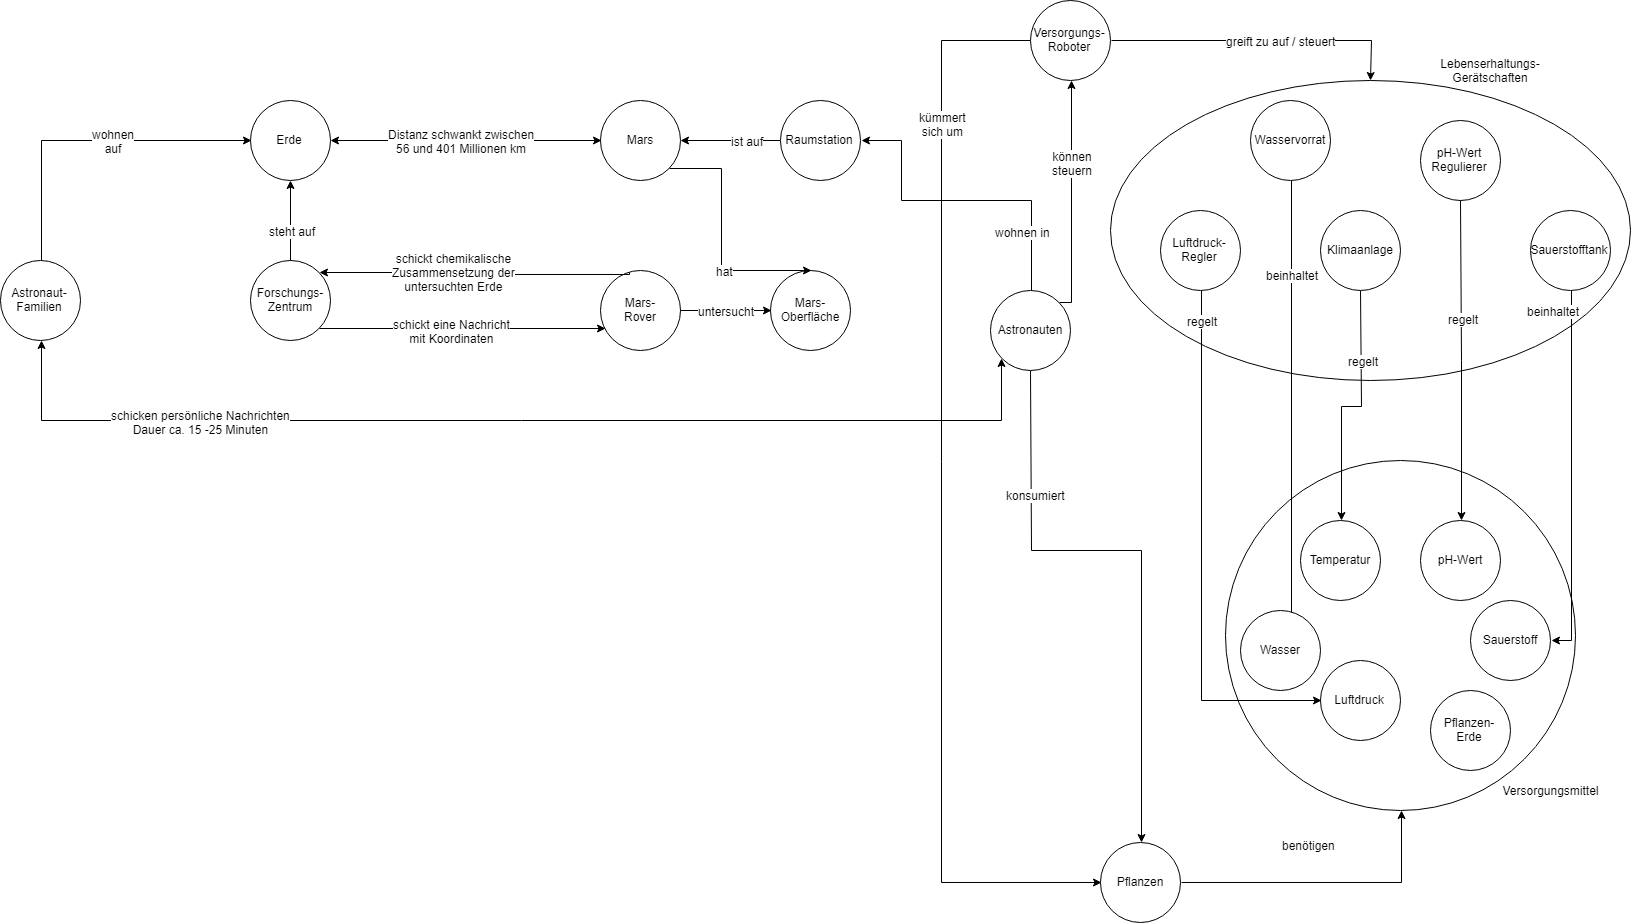 Versorgungs-
Roboter
greift zu auf / steuert
Lebenserhaltungs-
Gerätschaften
kümmert
sich um
wohnen
auf
Erde
Distanz schwankt zwischen
56 und 401 Millionen km
Mars
ist auf
Raumstation
können
steuern
Wasservorrat
pH-Wert
Regulierer
steht auf
wohnen in
Luftdruck-
Regler
Klimaanlage
Sauerstofftank
schickt chemikalische
Zusammensetzung der
untersuchten Erde
hat
beinhaltet
Astronaut-
Familien
Forschungs-
Zentrum
Mars-
Rover
untersucht
Mars-
Oberfläche
Astronauten
schickt eine Nachricht
mit Koordinaten
regelt
regelt
beinhaltet
regelt
schicken persönliche Nachrichten
Dauer ca. 15 -25 Minuten
konsumiert
Temperatur
pH-Wert
Sauerstoff
Wasser
Luftdruck
Pflanzen-
Erde
Versorgungsmittel
benötigen
Pflanzen